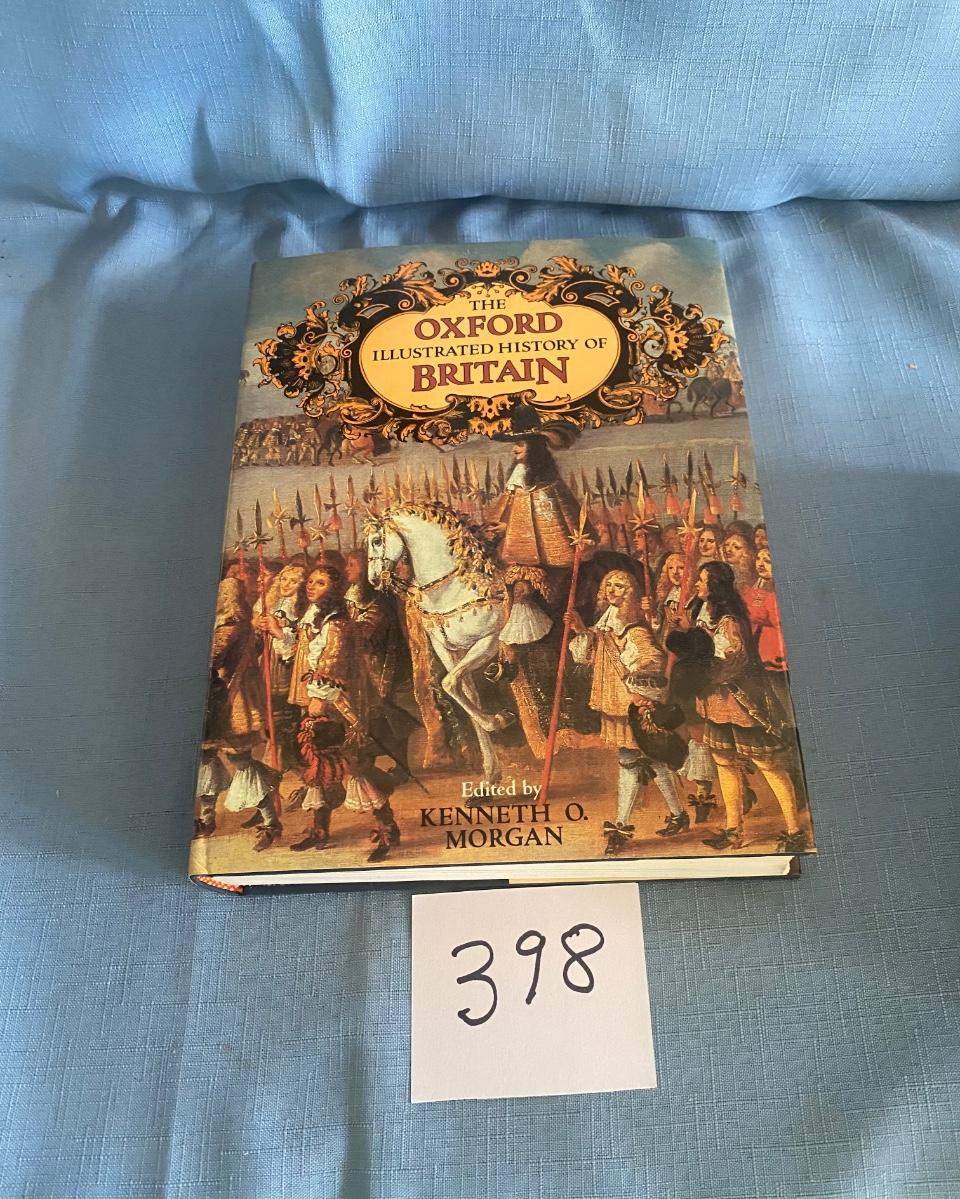 THE
OXFORD
ILLUSTRATED HISTORY OF
BRITAIN
Edited by
KENNETH O.
MORGAN
398